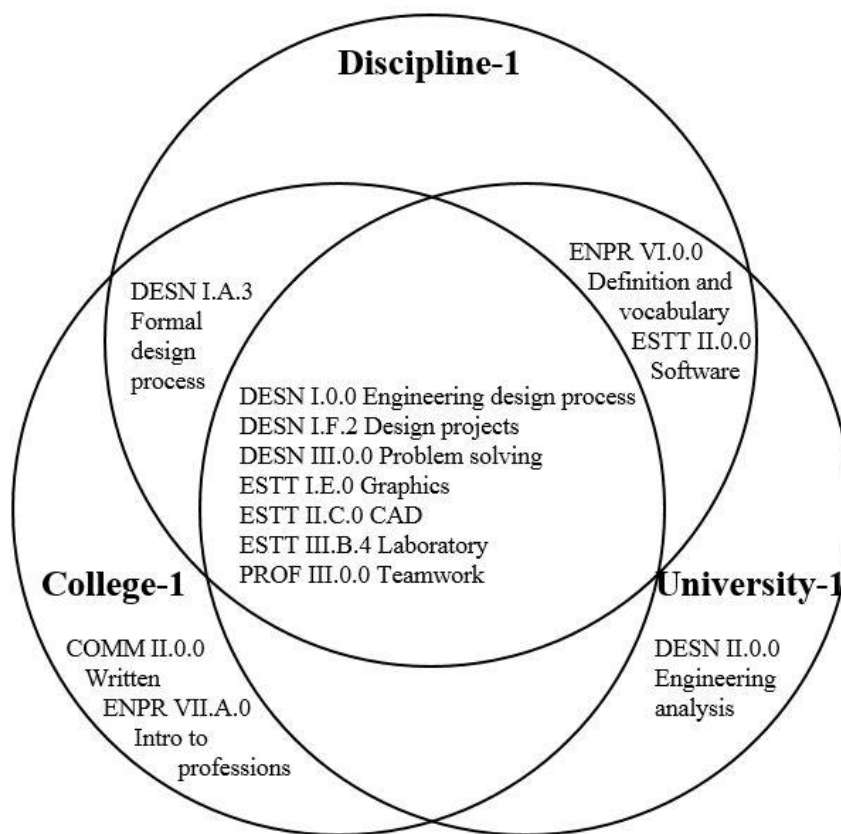 Discipline-1
ENPR VI.0.0
Definition and
vocabulary
ESTT II.0.0
Software
DESN I.A.3
Formal
design
process
DESN I.0.0 Engineering design process
DESN I.F.2 Design projects
DESN III.0.0 Problem solving
ESTT I.E.0 Graphics
ESTT II.C.0 CAD
ESTT III.B.4 Laboratory
PROF III.0.0 Teamwork
College-1
University-1
COMM II.0.0
Written
ENPR VII.A.0
Intro to
professions
DESN II.0.0
Engineering
analysis